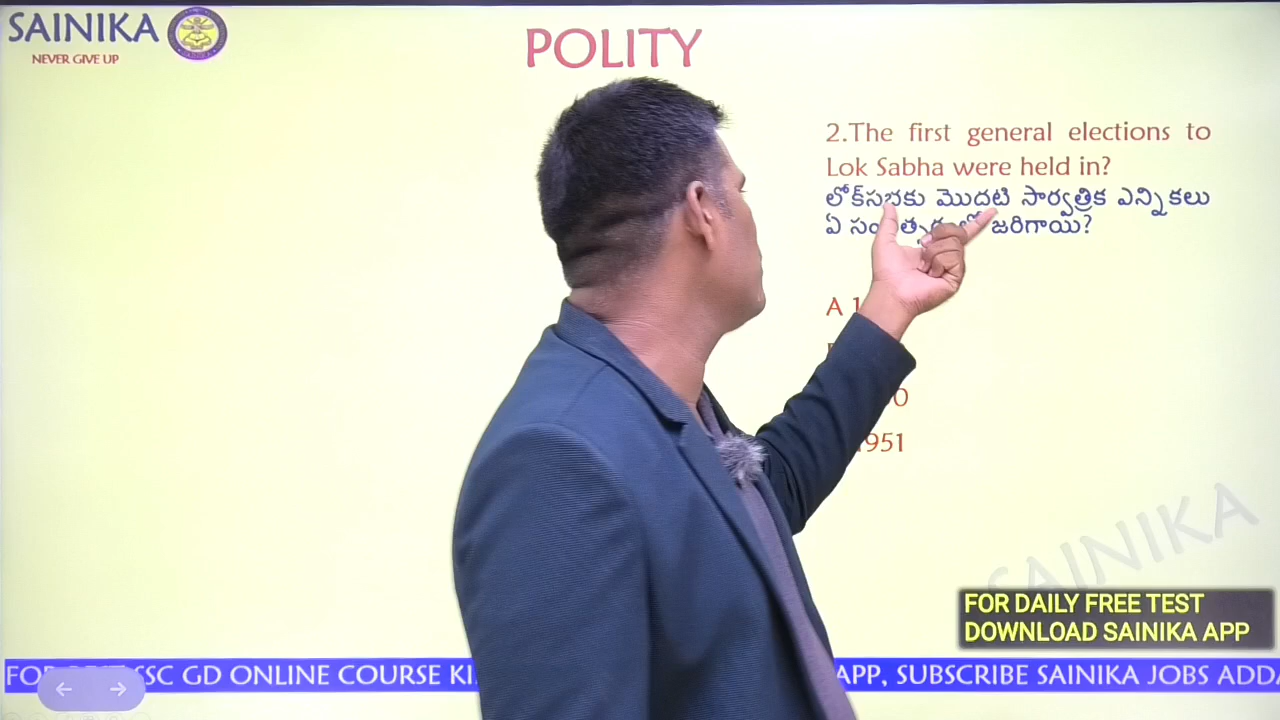 SAINIKA
NEVER GIVE UP
POLITY
2.The first general elections to
Lok Sabha were held in?
లోక్‌సభకు మొదటి సార్వత్రిక ఎన్నికలు
ఏ జరిగాయి?
A
951
SAINIKA
FOR DAILY FREE TEST
DOWNLOAD SAINIKA APP
FOR SSC GD ONLINE COURSE
APP, SUBSCRIBE SAINIKA JOBS ADDA